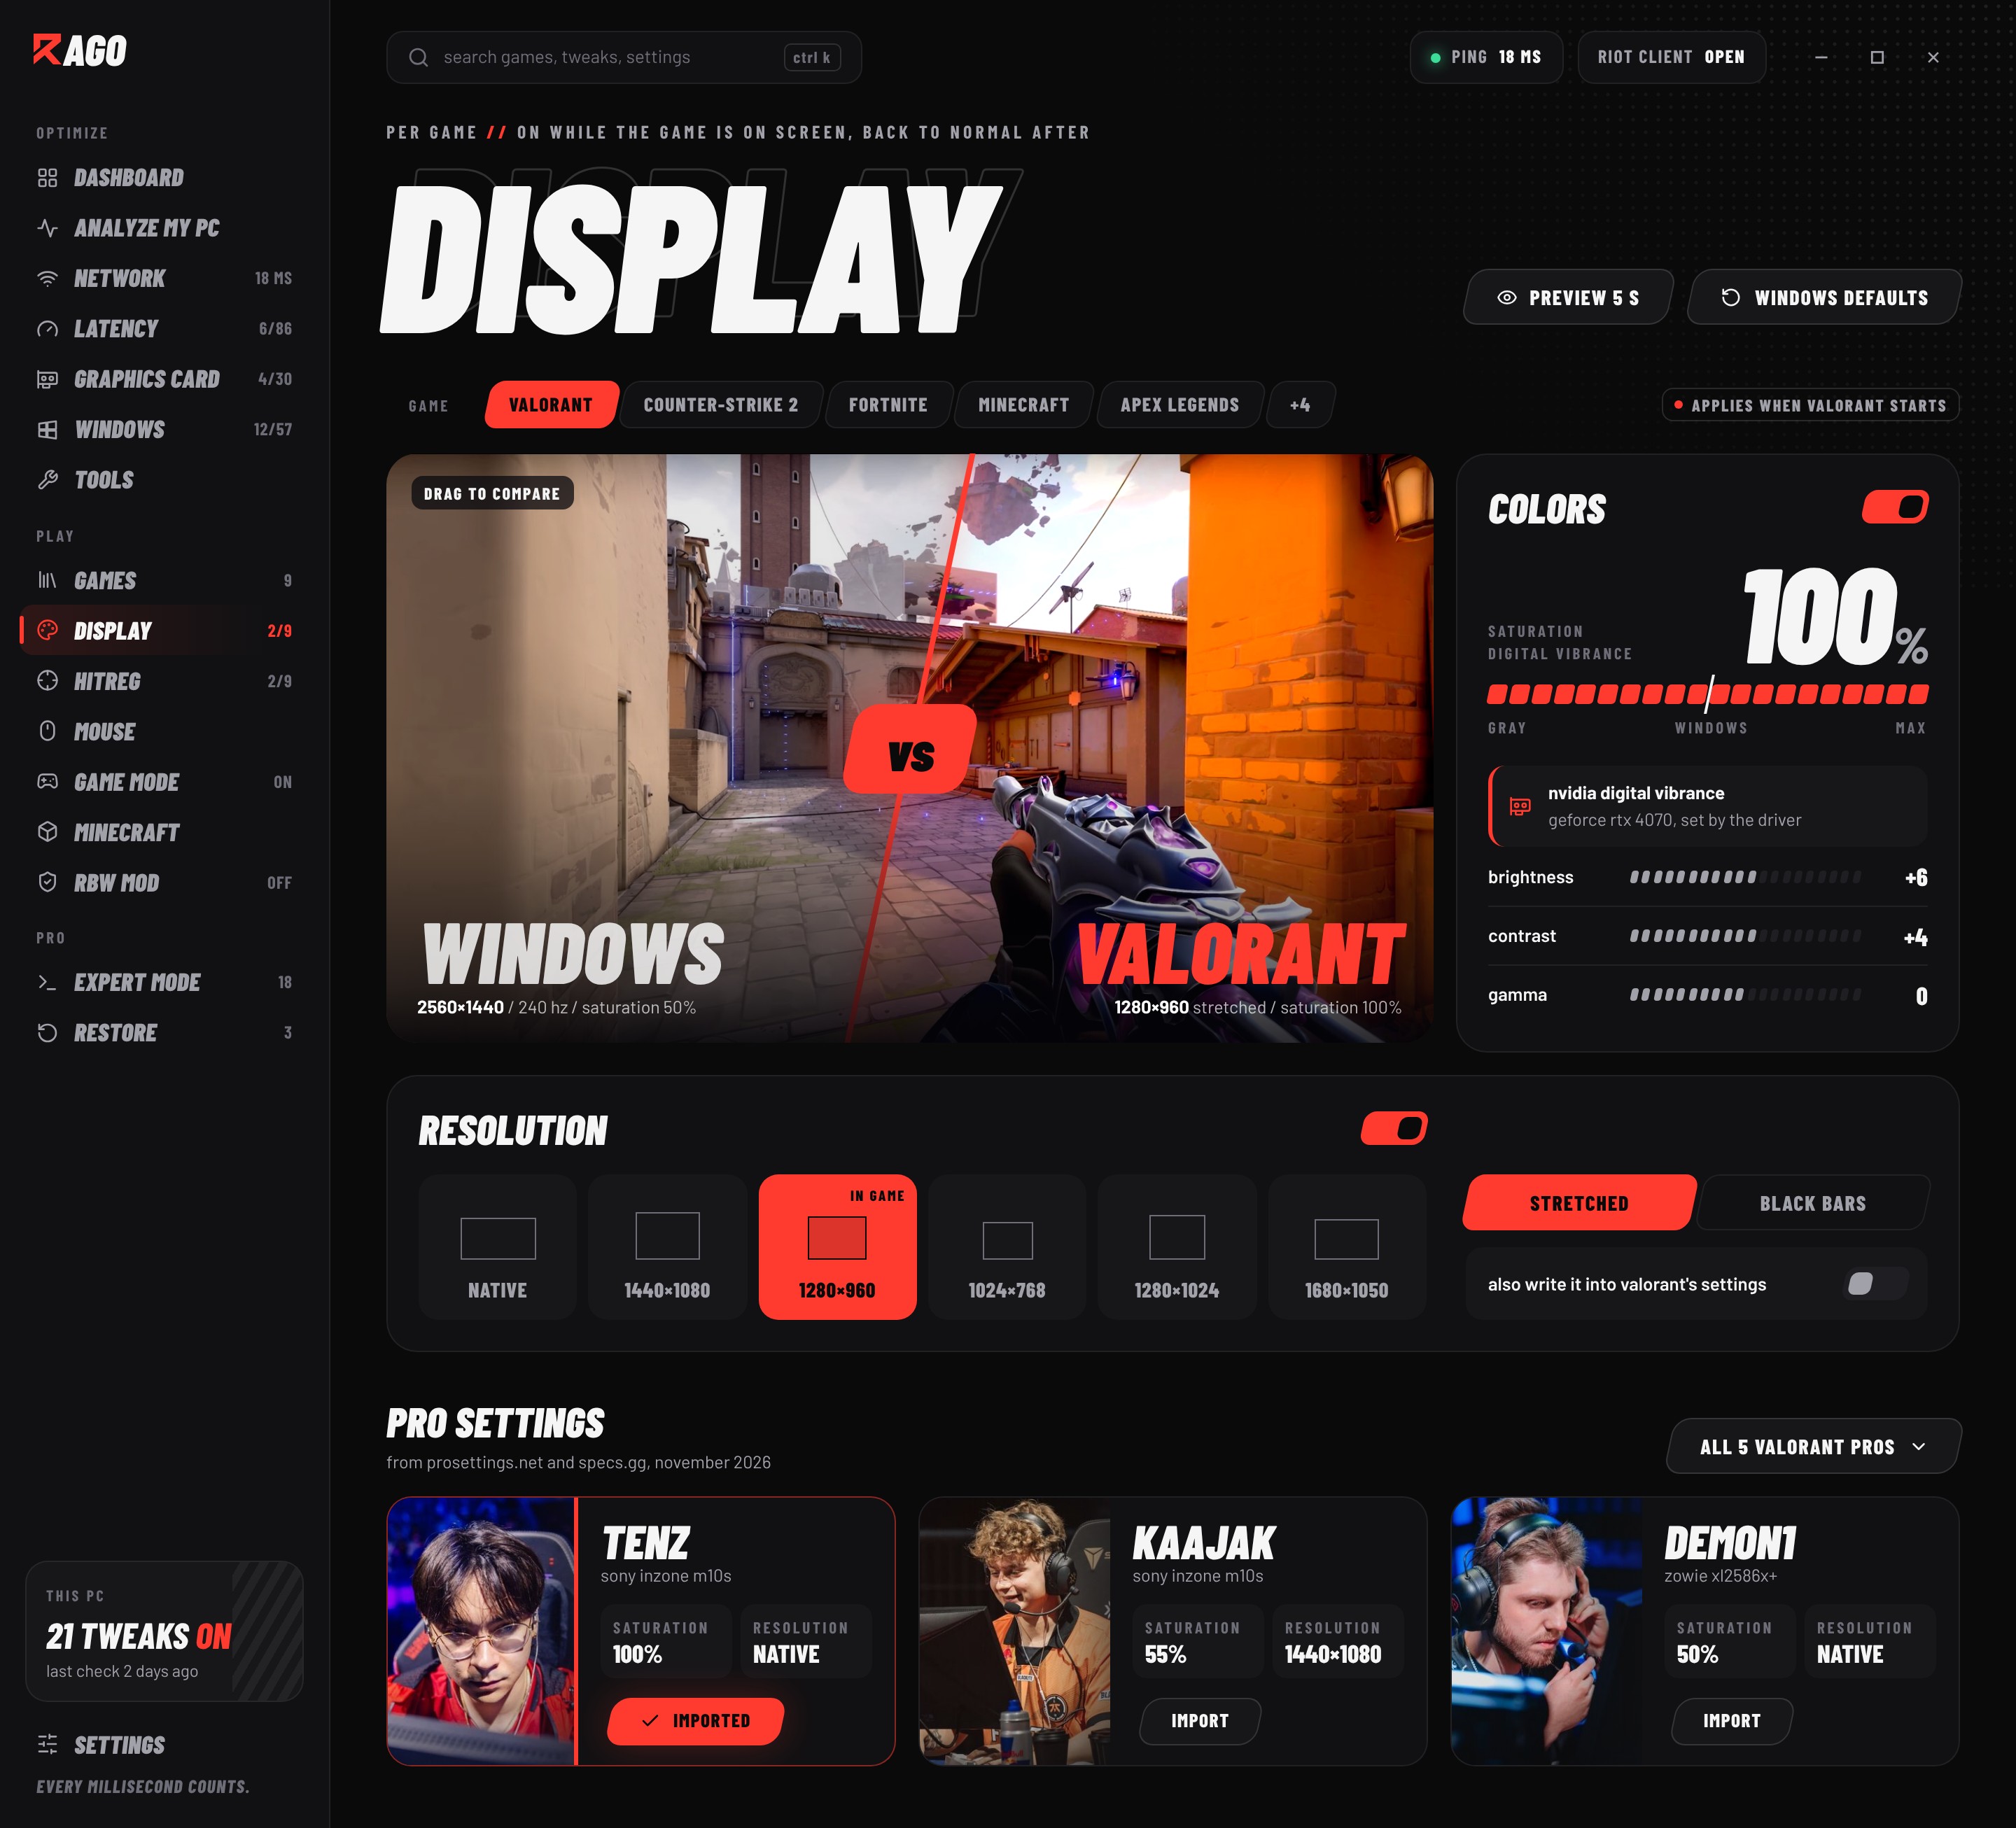 RAGO
search games, tweaks, settings
ctrl k
PING 18 MS
RIOT CLIENT OPEN
OPTIMIZE
DASHBOARD
ANALYZE MY PC
NETWORK 18 MS
LATENCY 6/86
GRAPHICS CARD 4/30
WINDOWS 12/57
TOOLS
PLAY
GAMES 9
DISPLAY 2/9
HITREG 2/9
MOUSE
GAME MODE ON
MINECRAFT
RBW MOD OFF
PRO
EXPERT MODE 18
RESTORE 3
THIS PC
21 TWEAKS ON
last check 2 days ago
SETTINGS
EVERY MILLISECOND COUNTS.
PER GAME // ON WHILE THE GAME IS ON SCREEN, BACK TO NORMAL AFTER
DISPLAY
PREVIEW 5 S
WINDOWS DEFAULTS
GAME
VALORANT
COUNTER-STRIKE 2
FORTNITE
MINECRAFT
APEX LEGENDS
+4
APPLIES WHEN VALORANT STARTS
DRAG TO COMPARE
VS
WINDOWS
2560×1440 / 240 hz / saturation 50%
VALORANT
1280×960 stretched / saturation 100%
COLORS
SATURATION
DIGITAL VIBRANCE
100%
GRAY WINDOWS MAX
nvidia digital vibrance
geforce rtx 4070, set by the driver
brightness +6
contrast +4
gamma 0
RESOLUTION
NATIVE
1440×1080
IN GAME
1280×960
1024×768
1280×1024
1680×1050
STRETCHED
BLACK BARS
also write it into valorant's settings
PRO SETTINGS
from prosettings.net and specs.gg, november 2026
ALL 5 VALORANT PROS
TENZ
sony inzone m10s
SATURATION
100%
RESOLUTION
NATIVE
IMPORTED
KAAJAK
sony inzone m10s
SATURATION
55%
RESOLUTION
1440×1080
IMPORT
DEMON1
zowie xl2586x+
SATURATION
50%
RESOLUTION
NATIVE
IMPORT